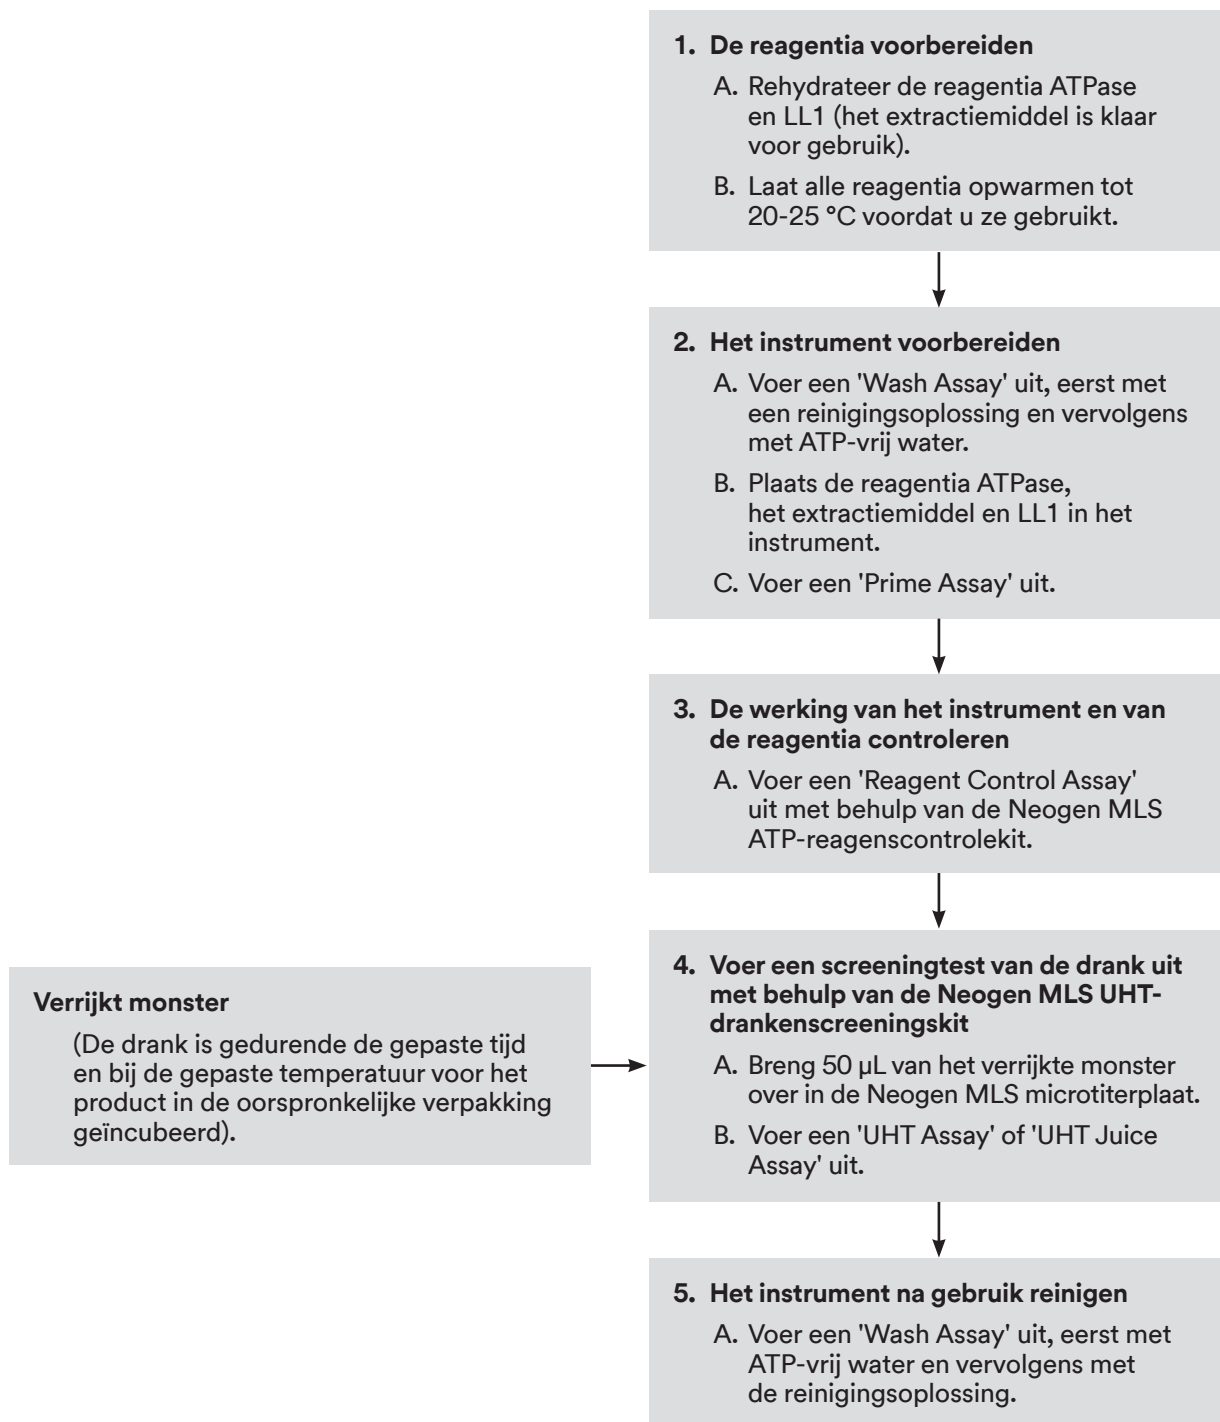 1. De reagentia voorbereiden
A. Rehydrateer de reagentia ATPase
en LL1 (het extractiemiddel is klaar
voor gebruik).
B. Laat alle reagentia opwarmen tot
20-25 °C voordat u ze gebruikt.
2. Het instrument voorbereiden
A. Voer een 'Wash Assay' uit, eerst met
een reinigingsoplossing en vervolgens
met ATP-vrij water.
B. Plaats de reagentia ATPase,
het extractiemiddel en LL1 in het
instrument.
C. Voer een 'Prime Assay' uit.
3. De werking van het instrument en van
de reagentia controleren
A. Voer een 'Reagent Control Assay'
uit met behulp van de Neogen MLS
ATP-reagenscontrolekit.
Verrijkt monster
(De drank is gedurende de gepaste tijd
en bij de gepaste temperatuur voor het
product in de oorspronkelijke verpakking
geïncubeerd).
4. Voer een screeningtest van de drank uit
met behulp van de Neogen MLS UHT-
drankenscreeningskit
A. Breng 50 µL van het verrijkte monster
over in de Neogen MLS microtiterplaat.
B. Voer een 'UHT Assay' of 'UHT Juice
Assay' uit.
5. Het instrument na gebruik reinigen
A. Voer een 'Wash Assay' uit, eerst met
ATP-vrij water en vervolgens met
de reinigingsoplossing.